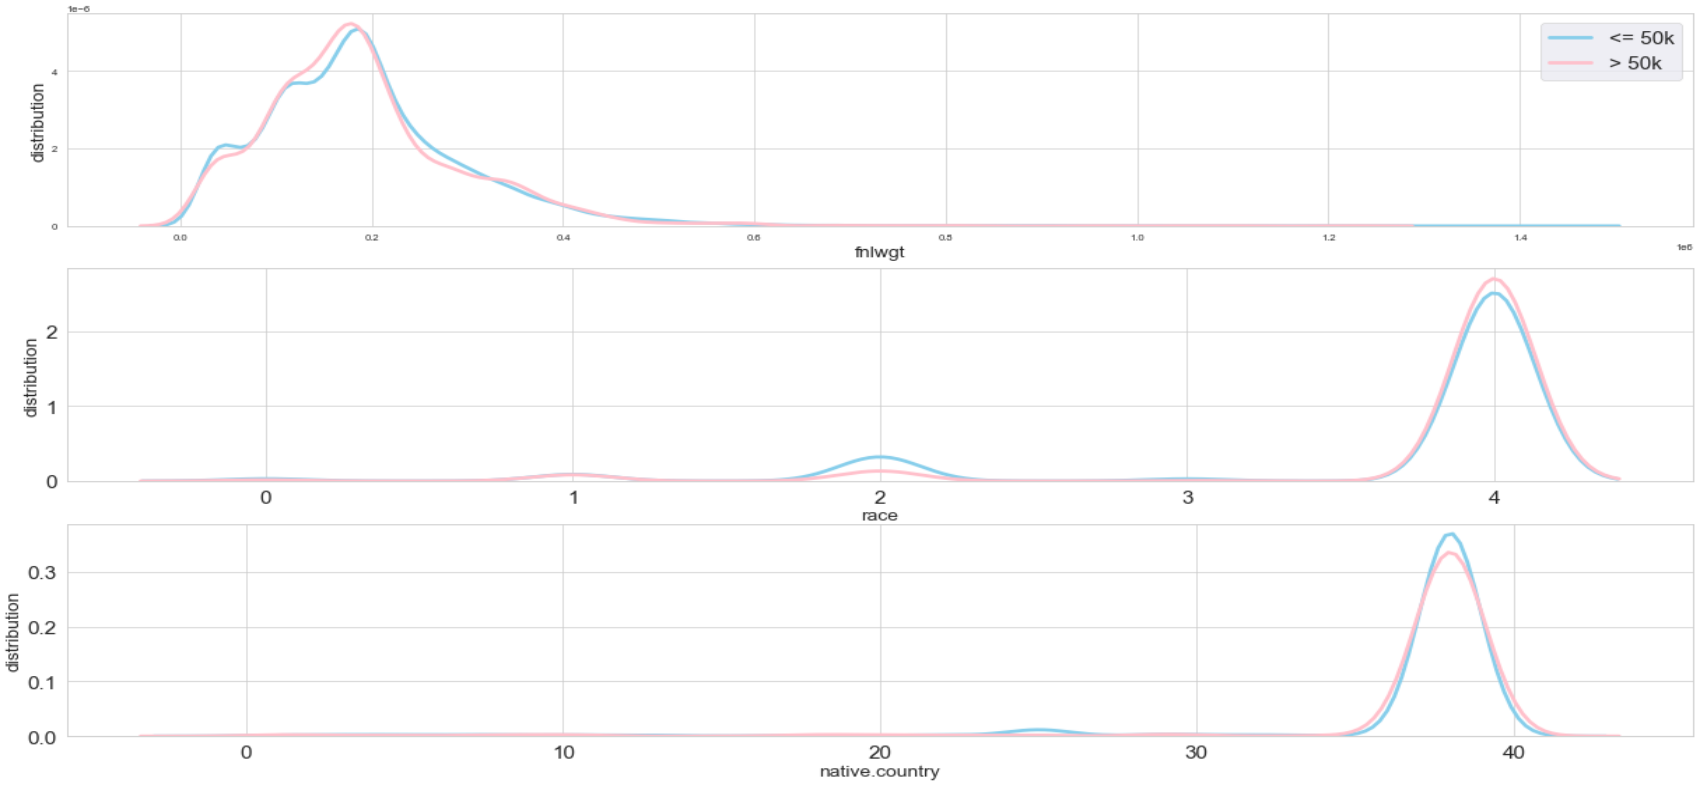 1e−6
<= 50k
> 50k
4
2
0
distribution
0.0 0.2 0.4 0.6 0.8 1.0 1.2 1.4
1e6
fnlwgt
2
1
0
distribution
0 1 2 3 4
race
0.3
0.2
0.1
0.0
distribution
0 10 20 30 40
native.country